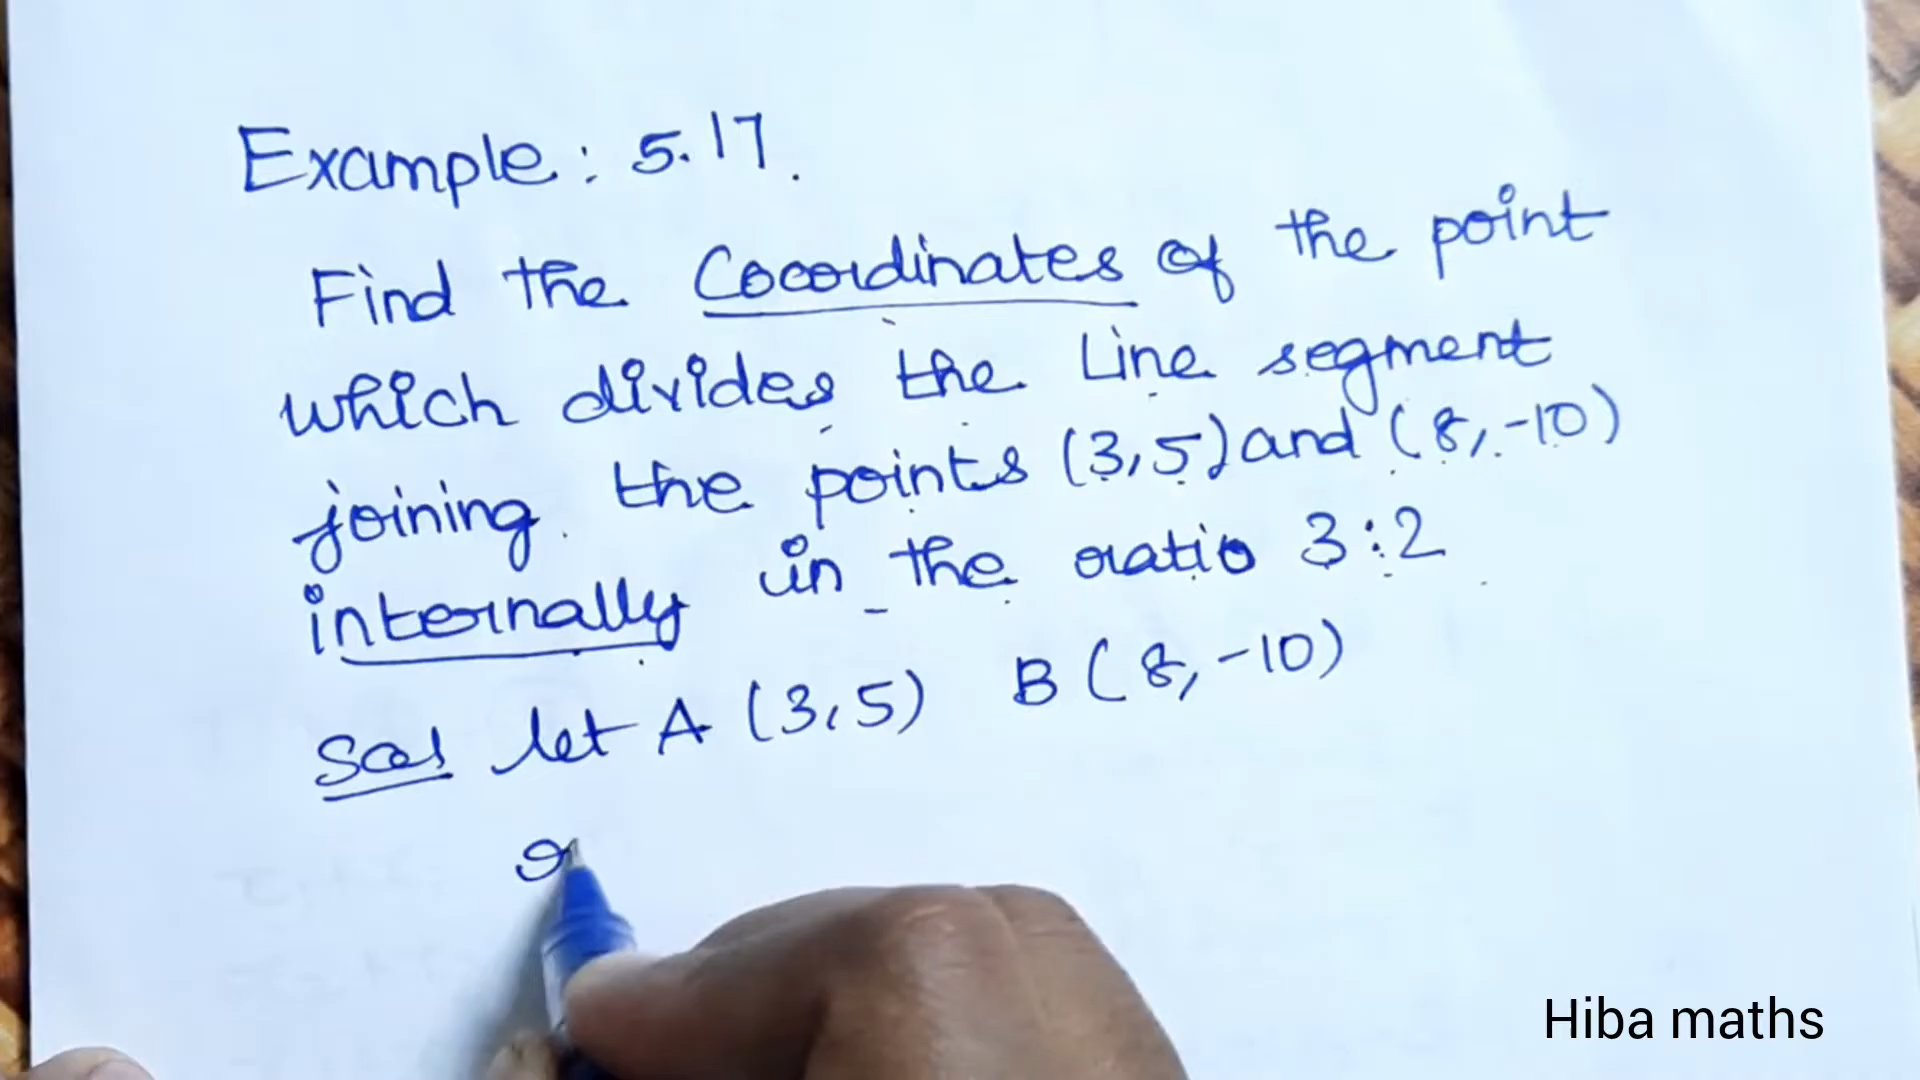 Example: 5.17.
Find the Coordinates of the point
which divides the Line segment
joining the points (3,5) and (8,-10)
internally in the ratio 3:2
Sol let A (3,5) B (8,-10)
Hiba maths